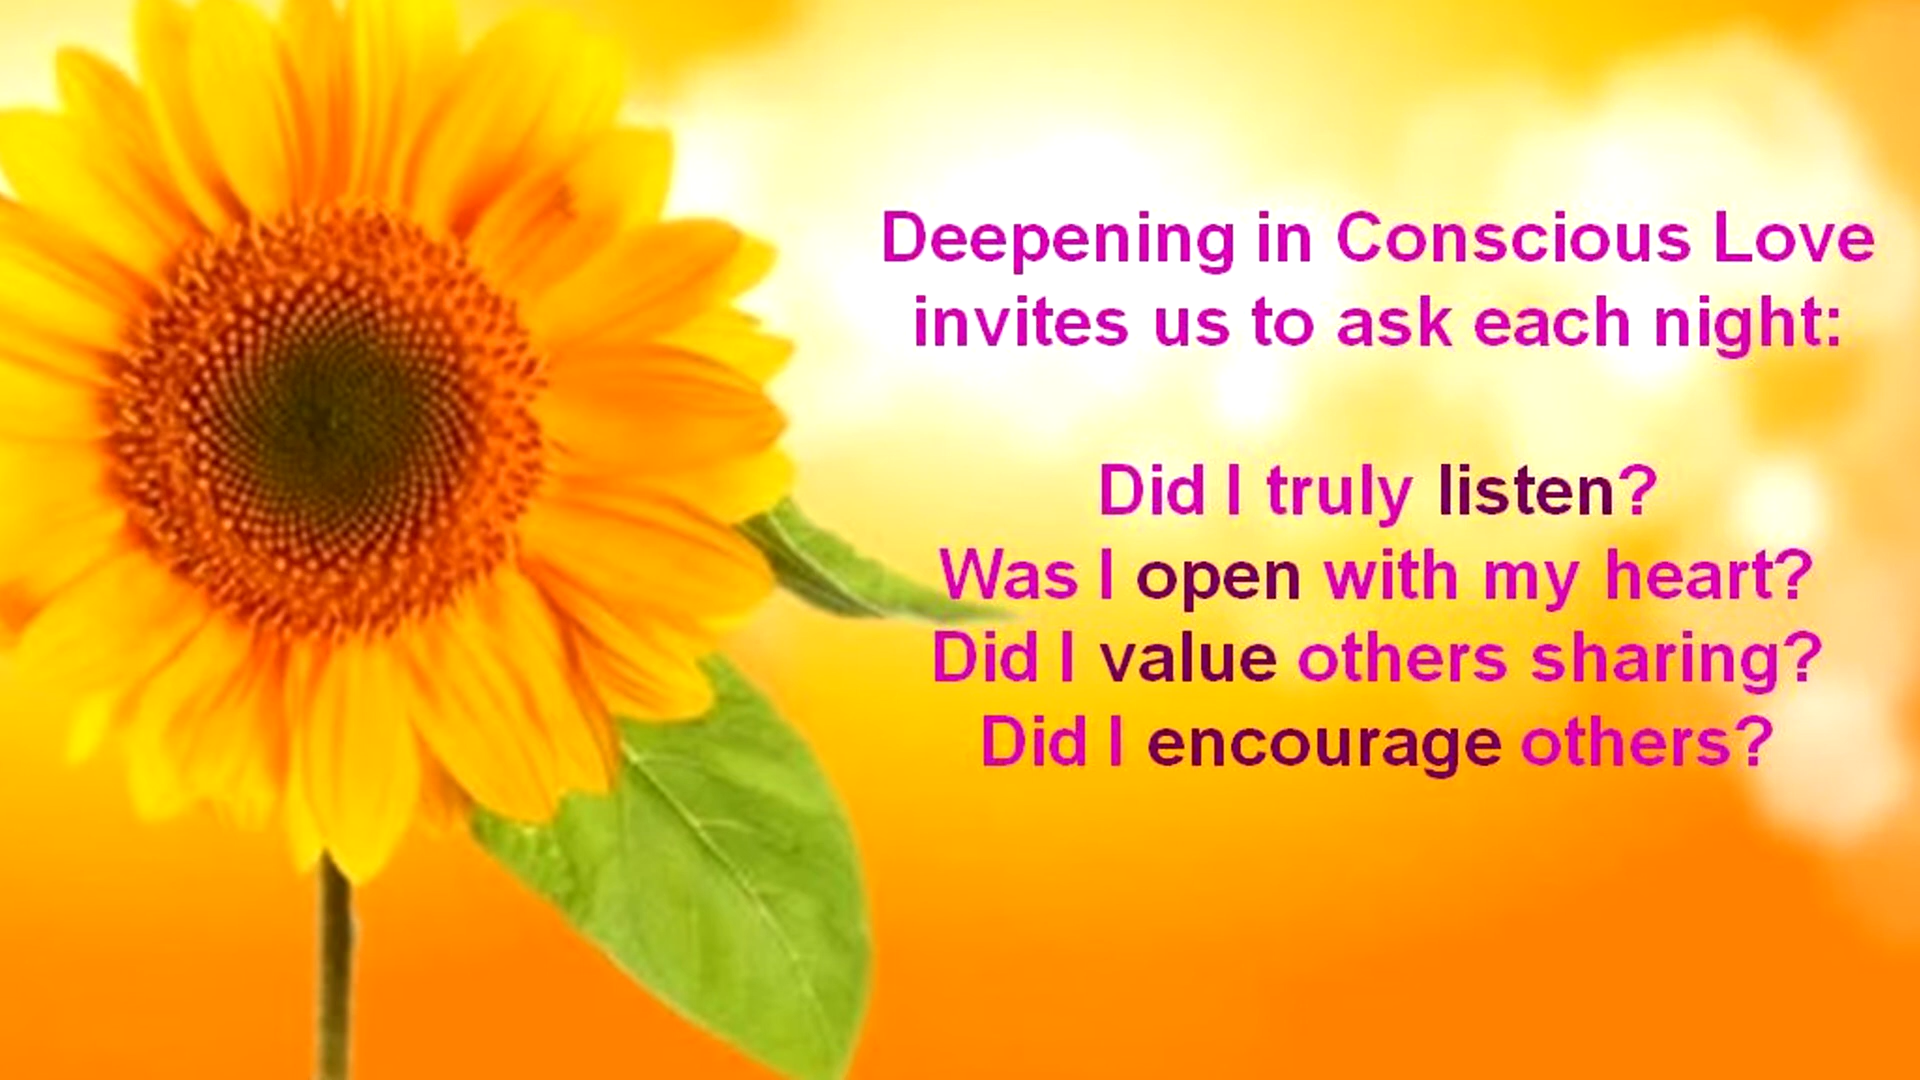 Deepening in Conscious Love
invites us to ask each night:
Did I truly listen?
Was I open with my heart?
Did I value others sharing?
Did I encourage others?